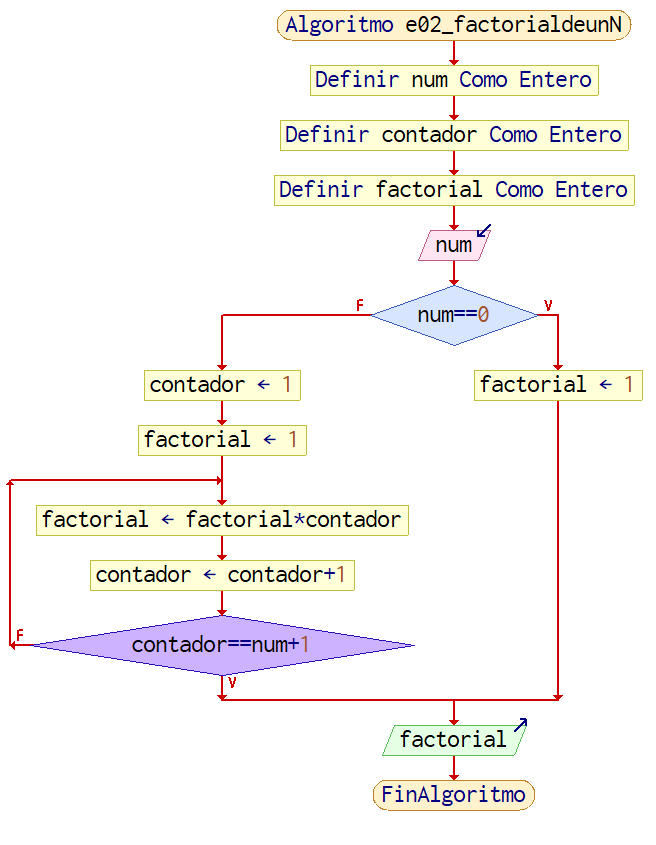 Algoritmo e02_factorialdeunN
Definir num Como Entero
Definir contador Como Entero
Definir factorial Como Entero
num
num==0
F
V
contador ← 1
factorial ← 1
factorial ← 1
factorial ← factorial*contador
contador ← contador+1
contador==num+1
F
V
factorial
FinAlgoritmo